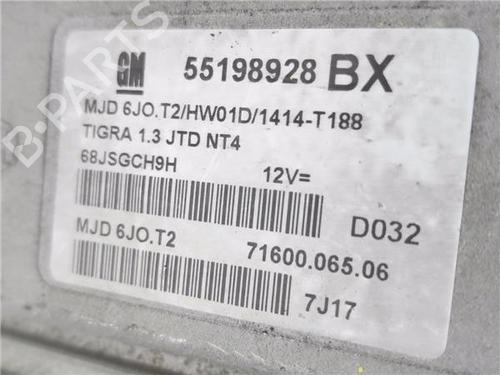 GM 55198928 BX
MJD 6JO.T2/HW01D/1414-T188
TIGRA 1.3 JTD NT4
68JSGCH9H 12V=
D032
MJD 6JO.T2 71600.065.06
7J17